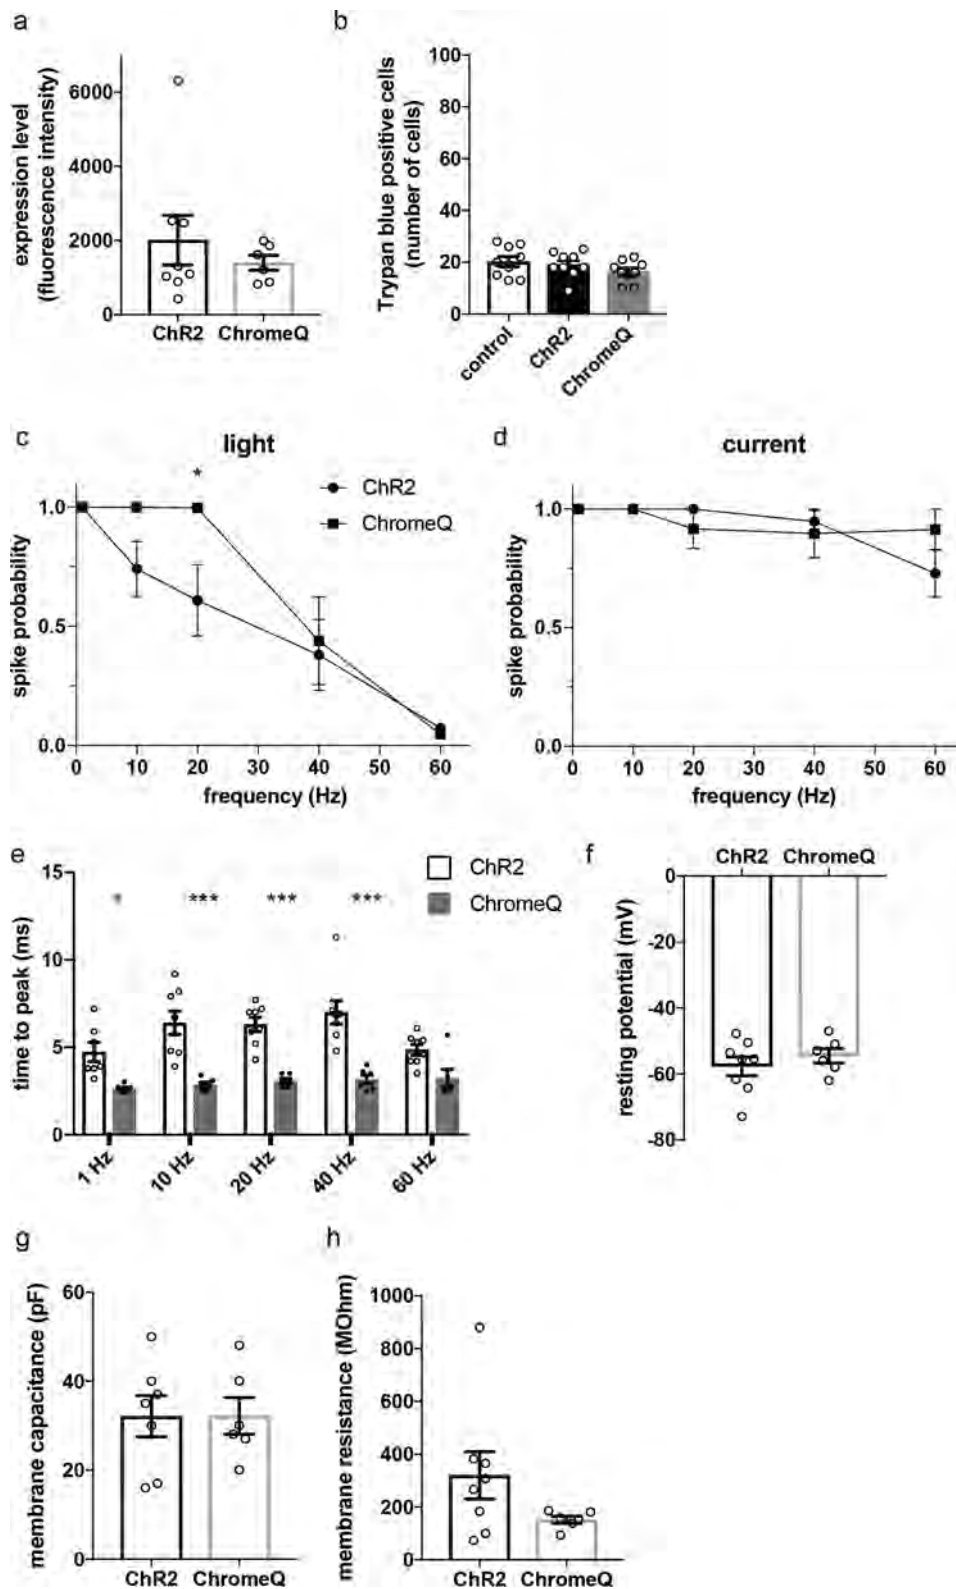 a
expression level
(fluorescence intensity)
6000
4000
2000
0
ChR2 ChromeQ
b
Trypan blue positive cells
(number of cells)
100
80
60
40
20
0
control
ChR2
ChromeQ
c
light
*
ChR2
ChromeQ
spike probability
1.0
0.5
0.0
0 10 20 30 40 50 60
frequency (Hz)
d
current
spike probability
1.0
0.5
0.0
0 10 20 30 40 50 60
frequency (Hz)
e
ChR2
ChromeQ
time to peak (ms)
15
10
5
0
* *** *** ***
1 Hz
10 Hz
20 Hz
40 Hz
60 Hz
f
ChR2 ChromeQ
resting potential (mV)
0
-20
-40
-60
-80
g
membrane capacitance (pF)
60
40
20
0
ChR2 ChromeQ
h
membrane resistance (MOhm)
1000
800
600
400
200
0
ChR2 ChromeQ